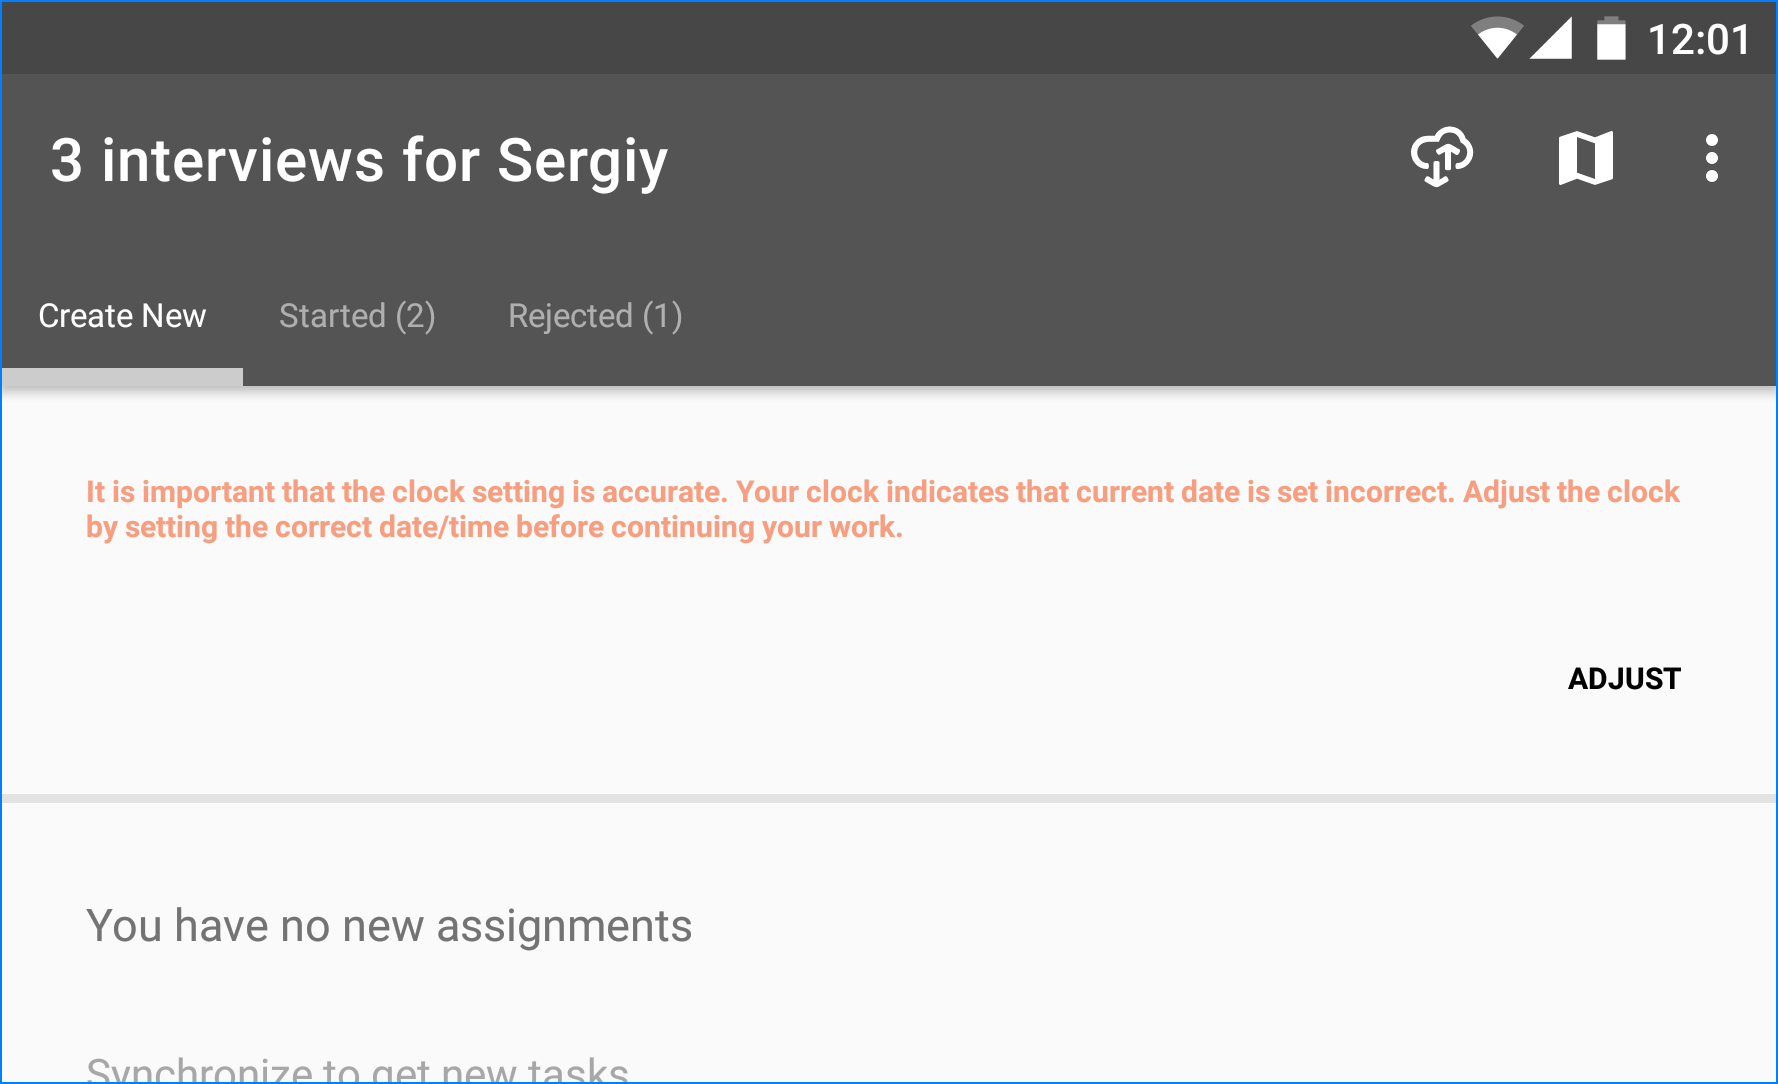 12:01
3 interviews for Sergiy
Create New Started (2) Rejected (1)
It is important that the clock setting is accurate. Your clock indicates that current date is set incorrect. Adjust the clock
by setting the correct date/time before continuing your work.
ADJUST
You have no new assignments
Synchronize to get new tasks